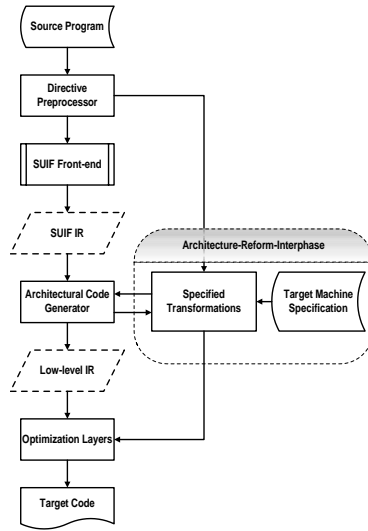 Source Program
Directive
Preprocessor
SUIF Front-end
SUIF IR
Architecture-Reform-Interphase
Architectural Code
Generator
Specified
Transformations
Target Machine
Specification
Low-level IR
Optimization Layers
Target Code